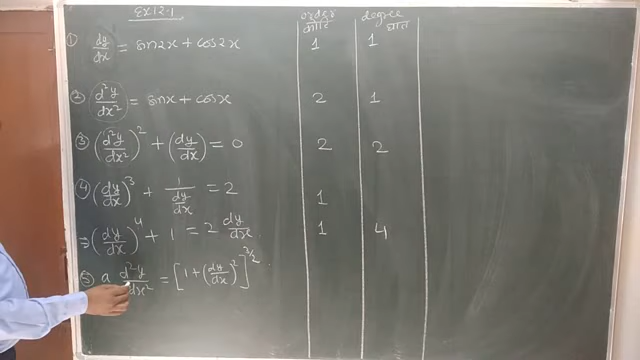 Ex 12.1
order degree
कोटि घात
① dy/dx = sin2x + cos2x 1 1
② d²y/dx² = sinx + cosx 2 1
③ (d²y/dx²)² + (dy/dx) = 0 2 2
④ (dy/dx)³ + 1/(dy/dx) = 2 1
⇒ (dy/dx)⁴ + 1 = 2 dy/dx 1 4
⑤ a d²y/dx² = [1 + (dy/dx)²]^3/2